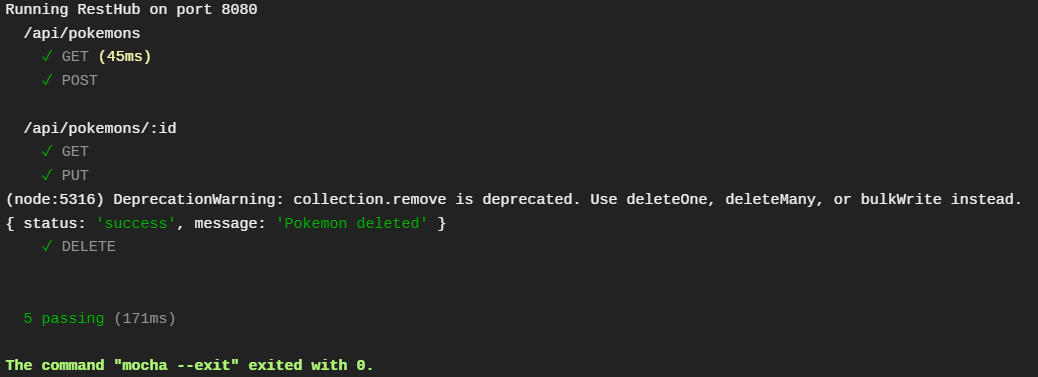 Running RestHub on port 8080
/api/pokemons
✓ GET (45ms)
✓ POST
/api/pokemons/:id
✓ GET
✓ PUT
(node:5316) DeprecationWarning: collection.remove is deprecated. Use deleteOne, deleteMany, or bulkWrite instead.
{ status: 'success', message: 'Pokemon deleted' }
✓ DELETE
5 passing (171ms)
The command "mocha --exit" exited with 0.